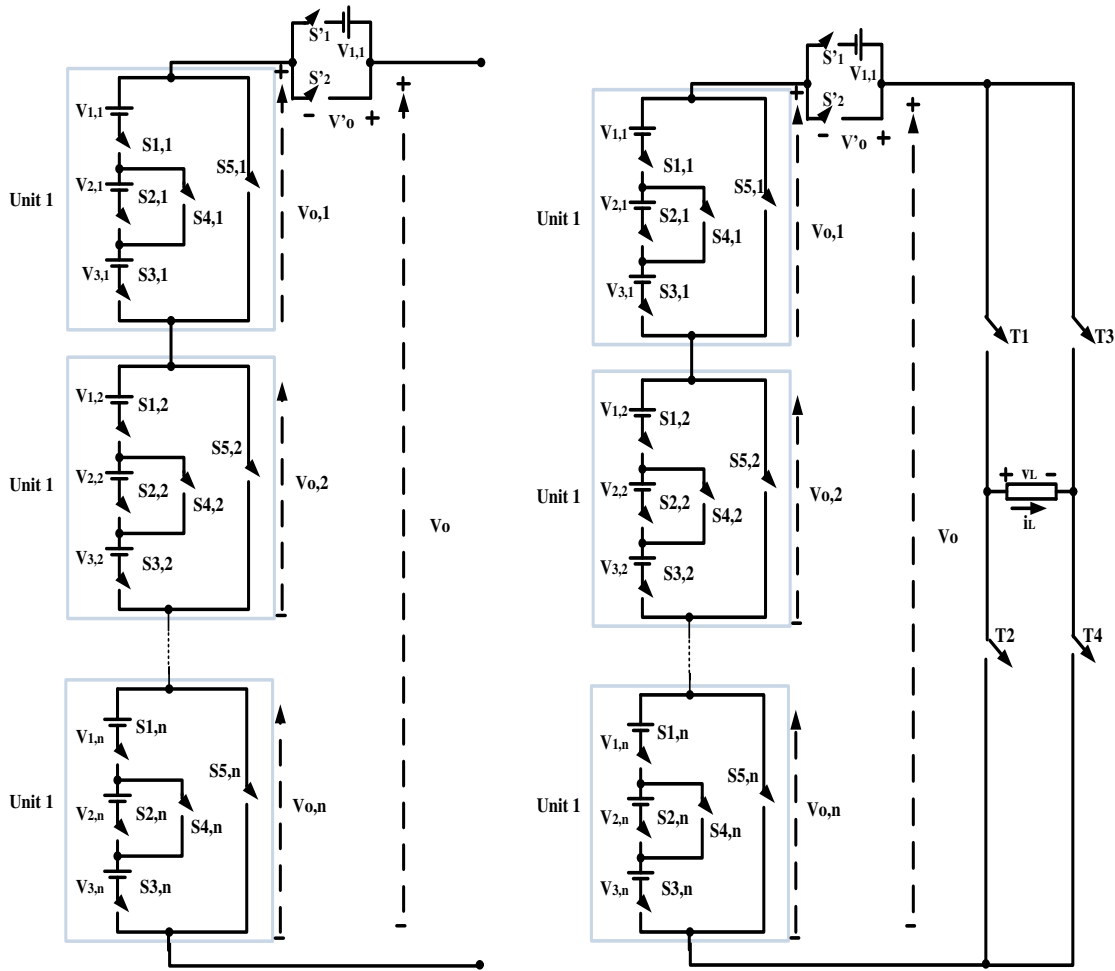 S'1
V1,1
S'2
- V'o +
+
+
V1,1
S1,1
V2,1
S2,1
S4,1
S5,1
V3,1
S3,1
Unit 1
Vo,1
V1,2
S1,2
V2,2
S2,2
S4,2
S5,2
V3,2
S3,2
Unit 1
Vo,2
-
Vo
V1,n
S1,n
V2,n
S2,n
S4,n
S5,n
V3,n
S3,n
Unit 1
Vo,n
-
-
S'1
V1,1
S'2
- V'o +
+
+
V1,1
S1,1
V2,1
S2,1
S4,1
S5,1
V3,1
S3,1
Unit 1
Vo,1
V1,2
S1,2
V2,2
S2,2
S4,2
S5,2
V3,2
S3,2
Unit 1
Vo,2
-
Vo
V1,n
S1,n
V2,n
S2,n
S4,n
S5,n
V3,n
S3,n
Unit 1
Vo,n
-
-
T1
T3
+ vL -
iL
T2
T4